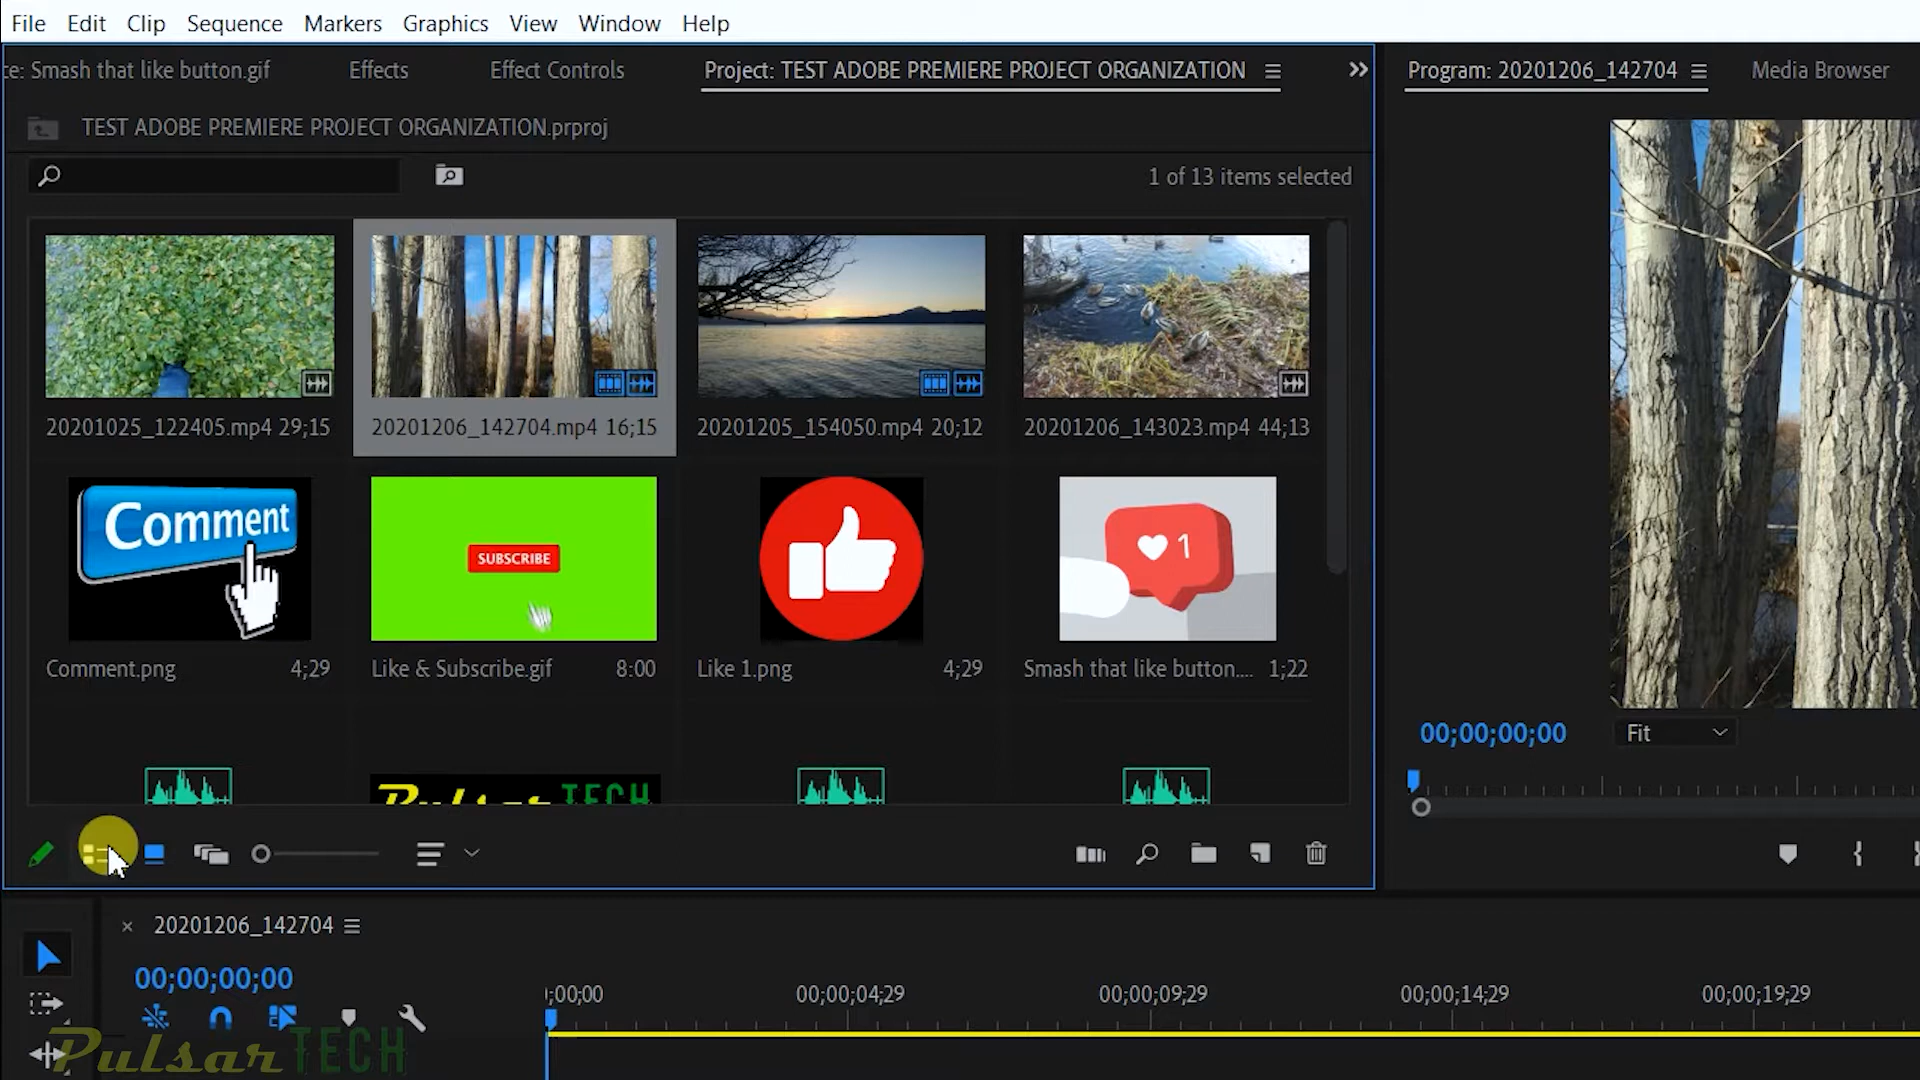 File Edit Clip Sequence Markers Graphics View Window Help
ce: Smash that like button.gif Effects Effect Controls Project: TEST ADOBE PREMIERE PROJECT ORGANIZATION Program: 20201206_142704 Media Browser
TEST ADOBE PREMIERE PROJECT ORGANIZATION.prproj
1 of 13 items selected
20201025_122405.mp4 29;15 20201206_142704.mp4 16;15 20201205_154050.mp4 20;12 20201206_143023.mp4 44;13
Comment
SUBSCRIBE
1
Comment.png 4;29 Like & Subscribe.gif 8:00 Like 1.png 4;29 Smash that like button.... 1;22
00;00;00;00 Fit
Pulsar TECH
20201206_142704
00;00;00;00
;00;00 00;00;04;29 00;00;09;29 00;00;14;29 00;00;19;29
Pulsar TECH